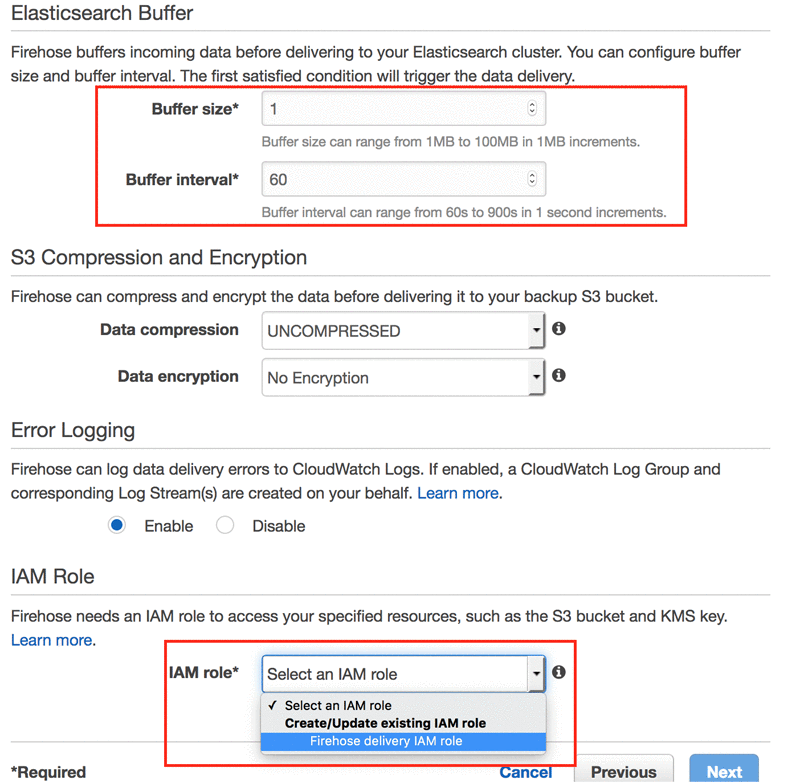 Elasticsearch Buffer
Firehose buffers incoming data before delivering to your Elasticsearch cluster. You can configure buffer
size and buffer interval. The first satisfied condition will trigger the data delivery.
Buffer size* 1
Buffer size can range from 1MB to 100MB in 1MB increments.
Buffer interval* 60
Buffer interval can range from 60s to 900s in 1 second increments.
S3 Compression and Encryption
Firehose can compress and encrypt the data before delivering it to your backup S3 bucket.
Data compression UNCOMPRESSED
Data encryption No Encryption
Error Logging
Firehose can log data delivery errors to CloudWatch Logs. If enabled, a CloudWatch Log Group and
corresponding Log Stream(s) are created on your behalf. Learn more.
Enable Disable
IAM Role
Firehose needs an IAM role to access your specified resources, such as the S3 bucket and KMS key.
Learn more.
IAM role* Select an IAM role
✓ Select an IAM role
Create/Update existing IAM role
Firehose delivery IAM role
*Required Cancel Previous Next